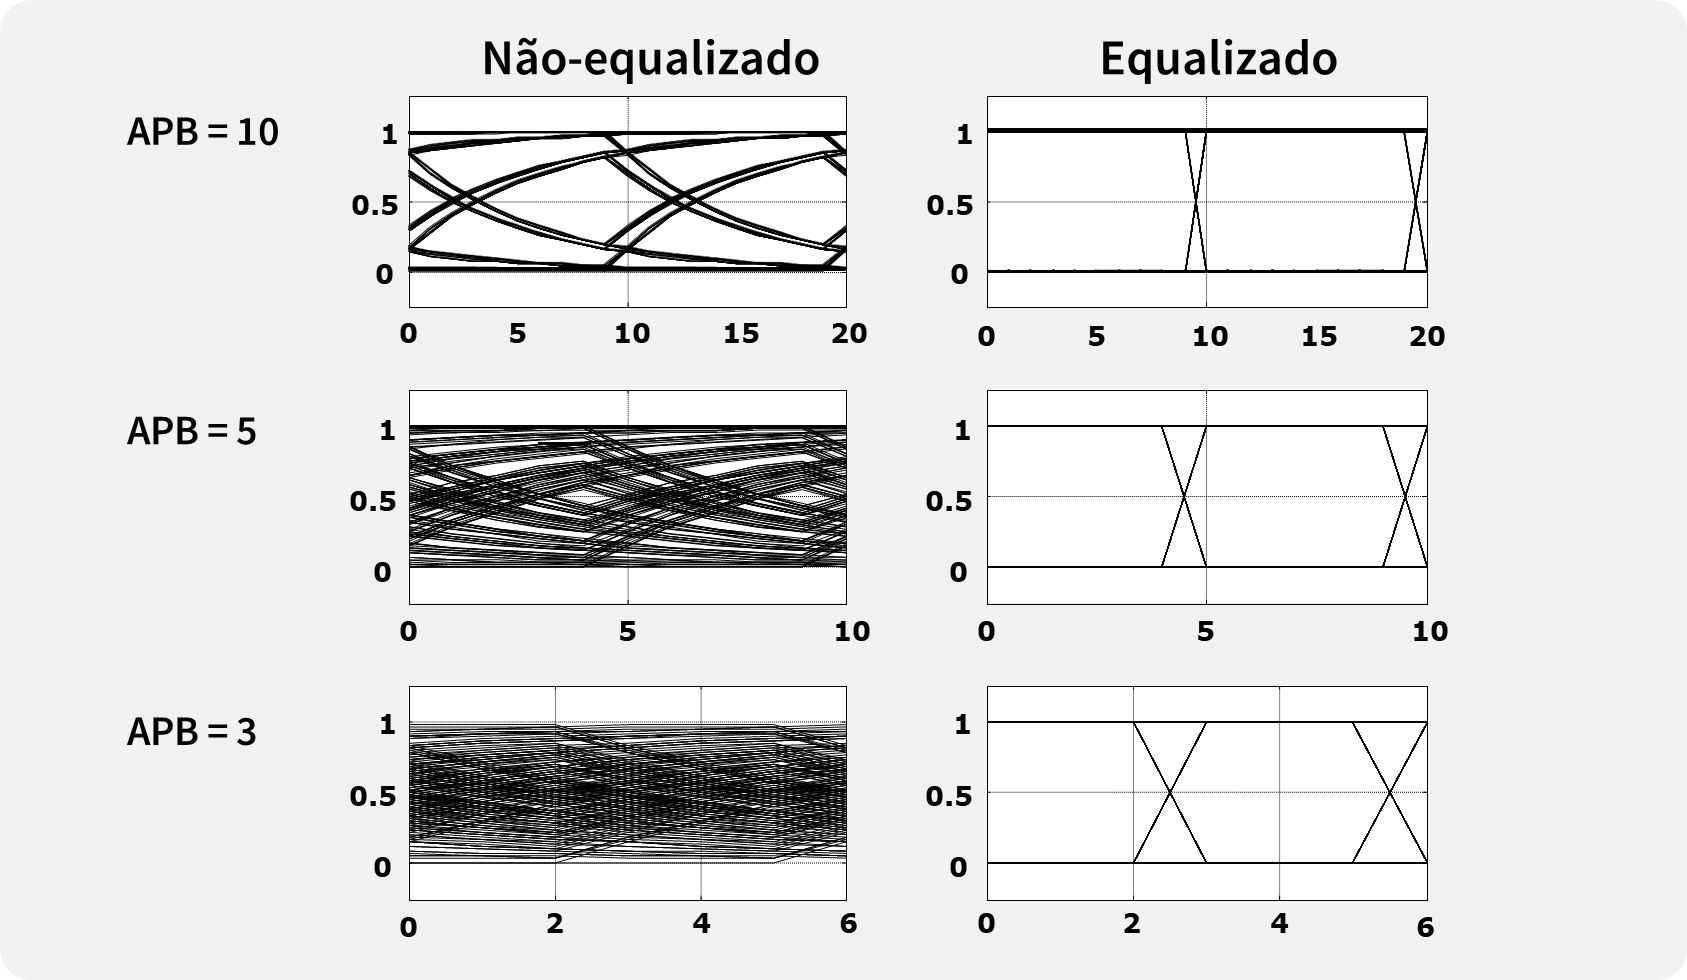 Não-equalizado Equalizado
APB = 10
1 1
0.5 0.5
0 0
0 5 10 15 20 0 5 10 15 20
APB = 5
1 1
0.5 0.5
0 0
0 5 10 0 5 10
APB = 3
1 1
0.5 0.5
0 0
0 2 4 6 0 2 4 6